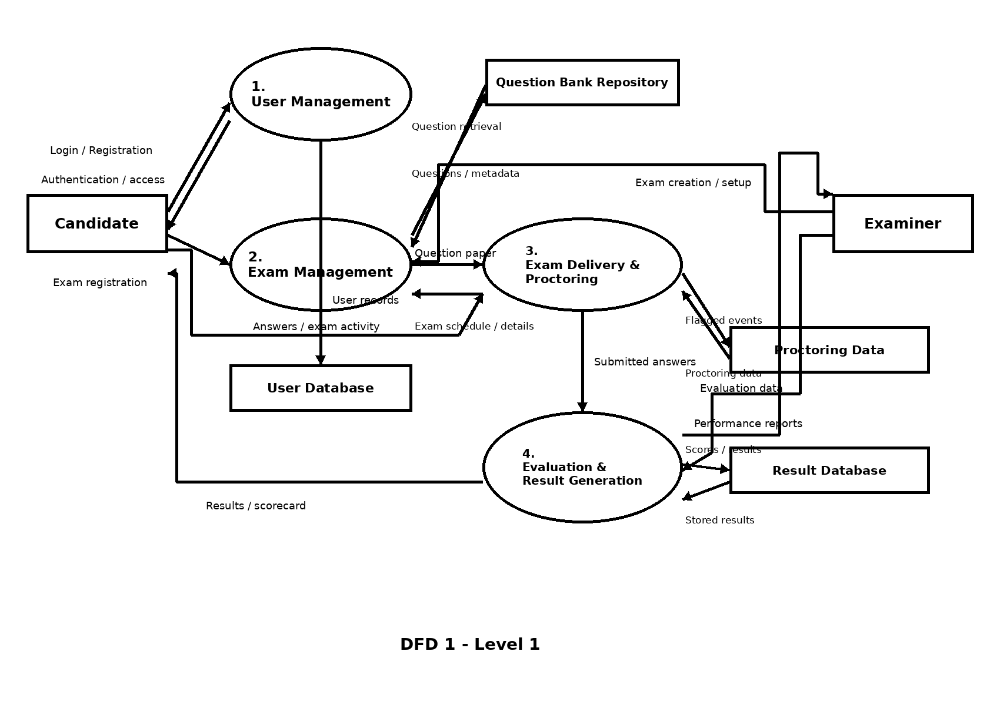 1.
User Management
Question Bank Repository
Question retrieval
Login / Registration
Questions / metadata
Authentication / access
Exam creation / setup
Candidate
Examiner
2.
Exam Management
Question paper
3.
Exam Delivery &
Proctoring
Exam registration
User records
Answers / exam activity
Exam schedule / details
Flagged events
Proctoring Data
Submitted answers
Proctoring data
Evaluation data
User Database
Performance reports
Scores / results
4.
Evaluation &
Result Generation
Result Database
Results / scorecard
Stored results
DFD 1 - Level 1